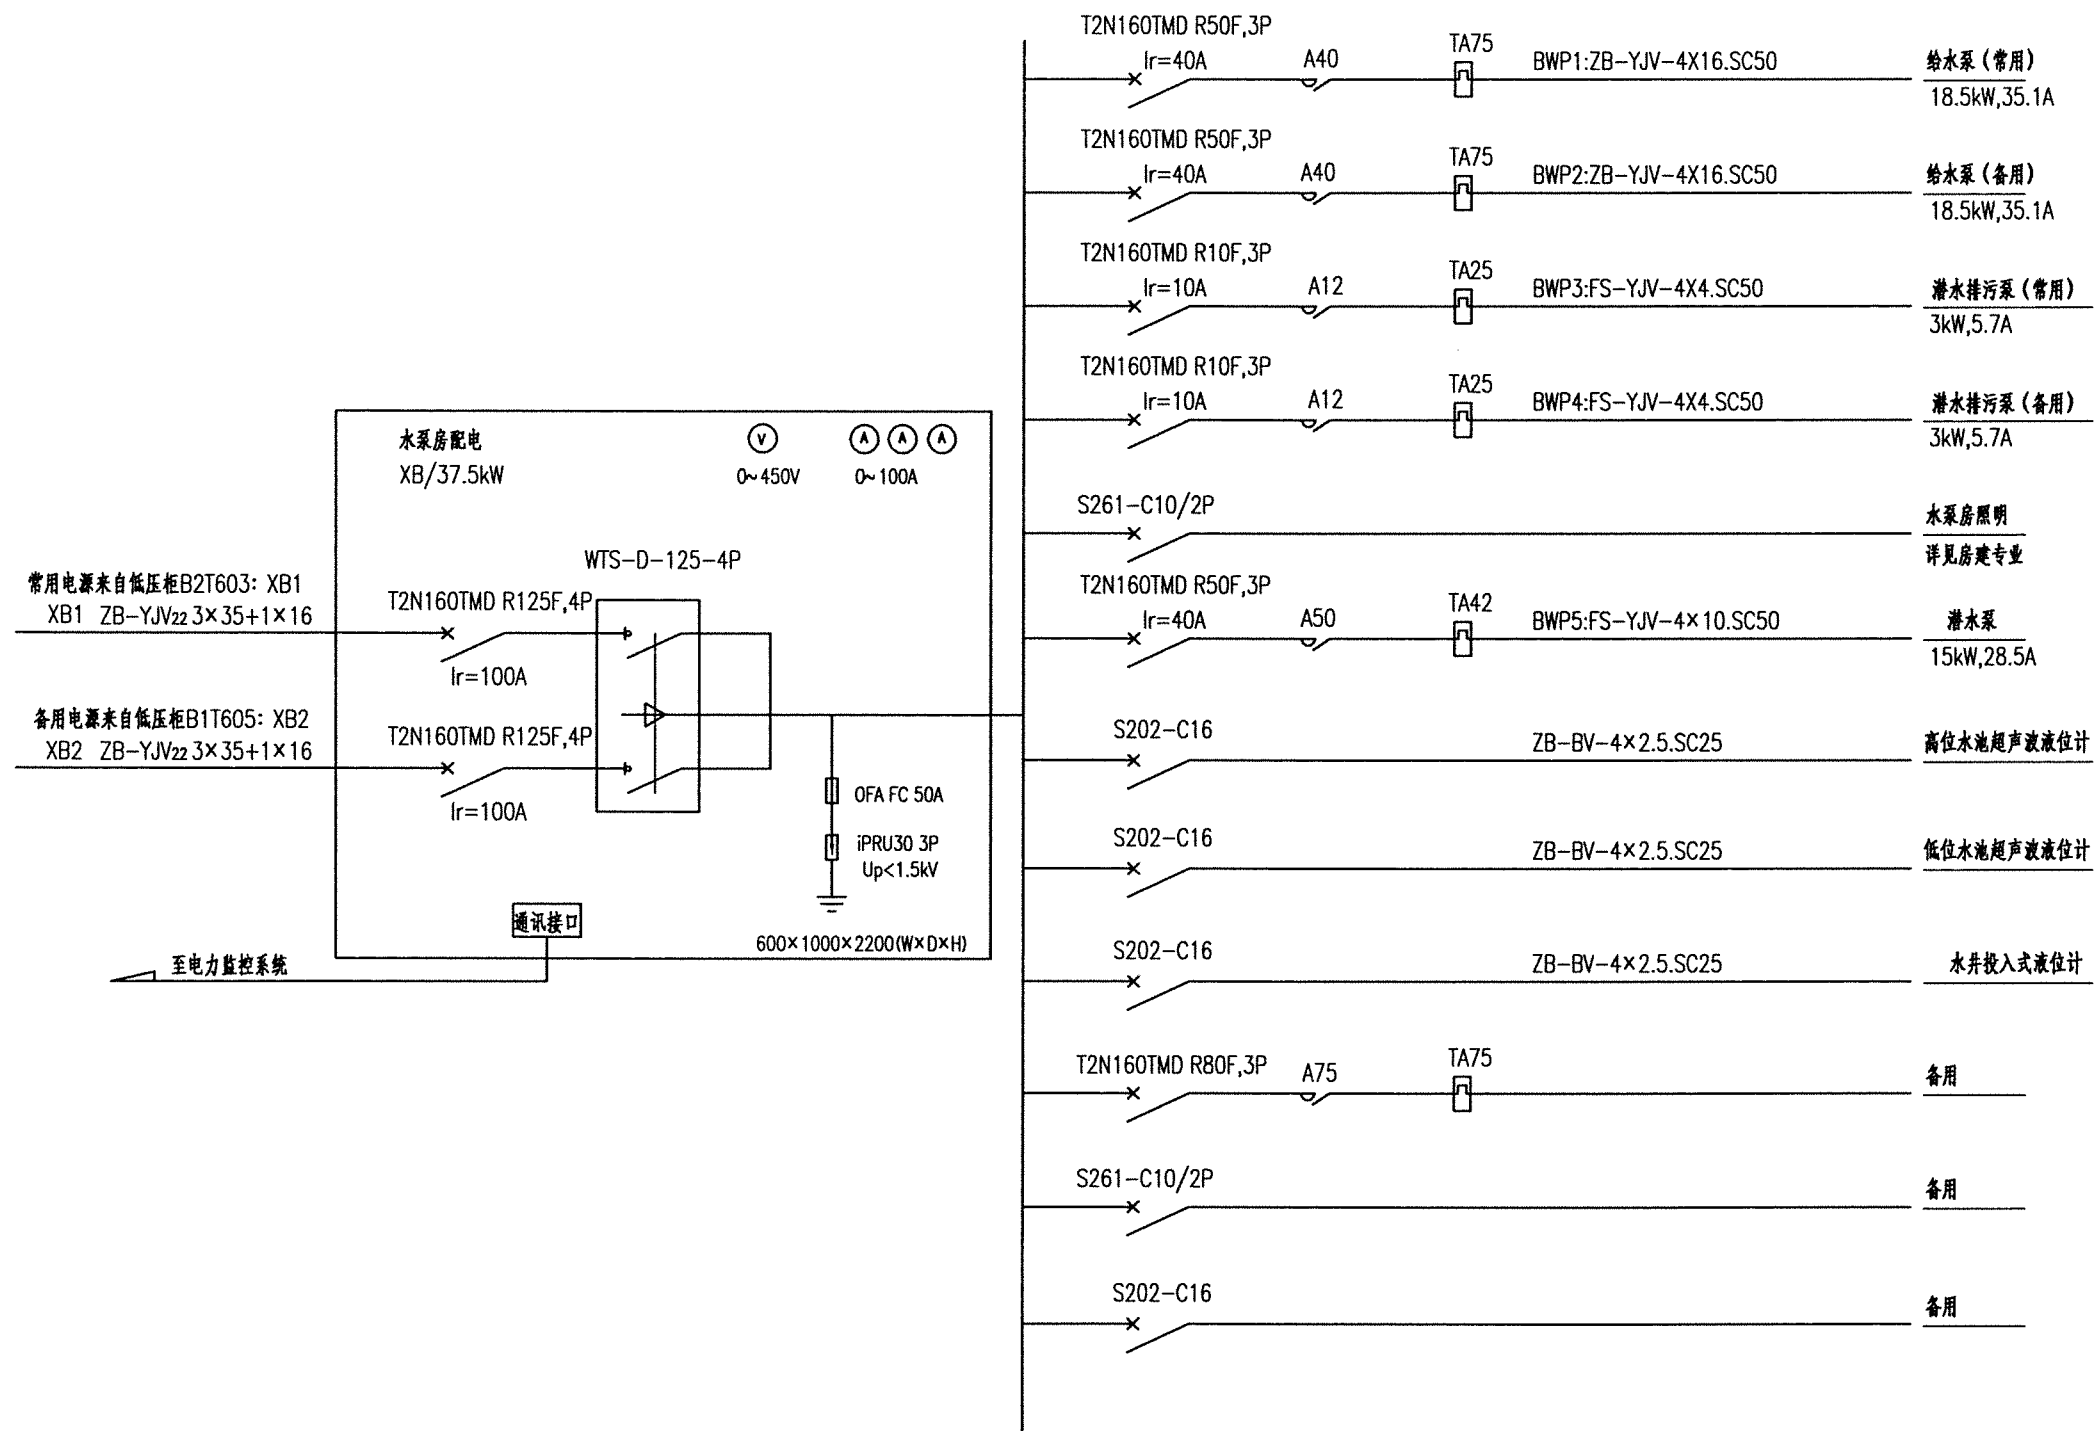 T2N160TMD R50F,3P
Ir=40A
A40
TA75
BWP1:ZB-YJV-4X16.SC50
给水泵（常用）
18.5kW,35.1A
T2N160TMD R50F,3P
Ir=40A
A40
TA75
BWP2:ZB-YJV-4X16.SC50
给水泵（备用）
18.5kW,35.1A
T2N160TMD R10F,3P
Ir=10A
A12
TA25
BWP3:FS-YJV-4X4.SC50
潜水排污泵（常用）
3kW,5.7A
T2N160TMD R10F,3P
Ir=10A
A12
TA25
BWP4:FS-YJV-4X4.SC50
潜水排污泵（备用）
3kW,5.7A
水泵房配电
XB/37.5kW
V
A A A
0~450V
0~100A
S261-C10/2P
水泵房照明
详见房建专业
WTS-D-125-4P
常用电源来自低压柜B2T603：XB1
XB1 ZB-YJV22 3×35+1×16
T2N160TMD R125F,4P
Ir=100A
T2N160TMD R50F,3P
Ir=40A
A50
TA42
BWP5:FS-YJV-4×10.SC50
潜水泵
15kW,28.5A
备用电源来自低压柜B1T605：XB2
XB2 ZB-YJV22 3×35+1×16
T2N160TMD R125F,4P
Ir=100A
S202-C16
ZB-BV-4×2.5.SC25
高位水池超声波液位计
OFA FC 50A
iPRU30 3P
Up<1.5kV
S202-C16
ZB-BV-4×2.5.SC25
低位水池超声波液位计
通讯接口
600×1000×2200(W×D×H)
至电力监控系统
S202-C16
ZB-BV-4×2.5.SC25
水井投入式液位计
T2N160TMD R80F,3P
A75
TA75
备用
S261-C10/2P
备用
S202-C16
备用